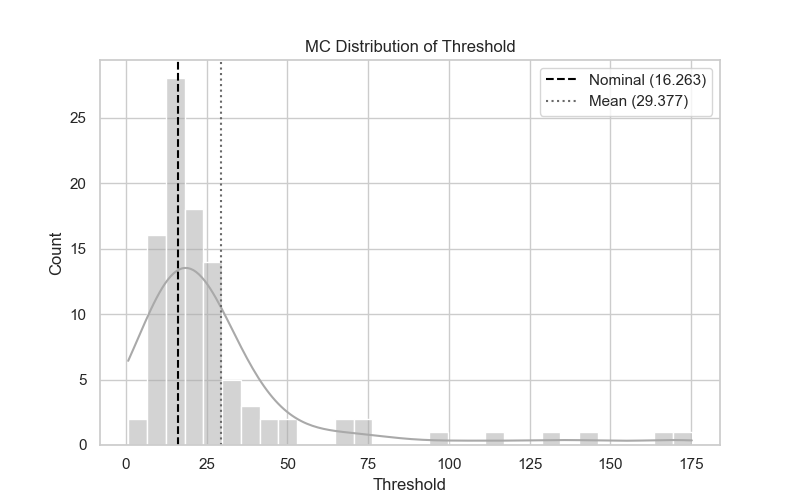 MC Distribution of Threshold
Nominal (16.263)
Mean (29.377)
Count
25
20
15
10
5
0
0 25 50 75 100 125 150 175
Threshold